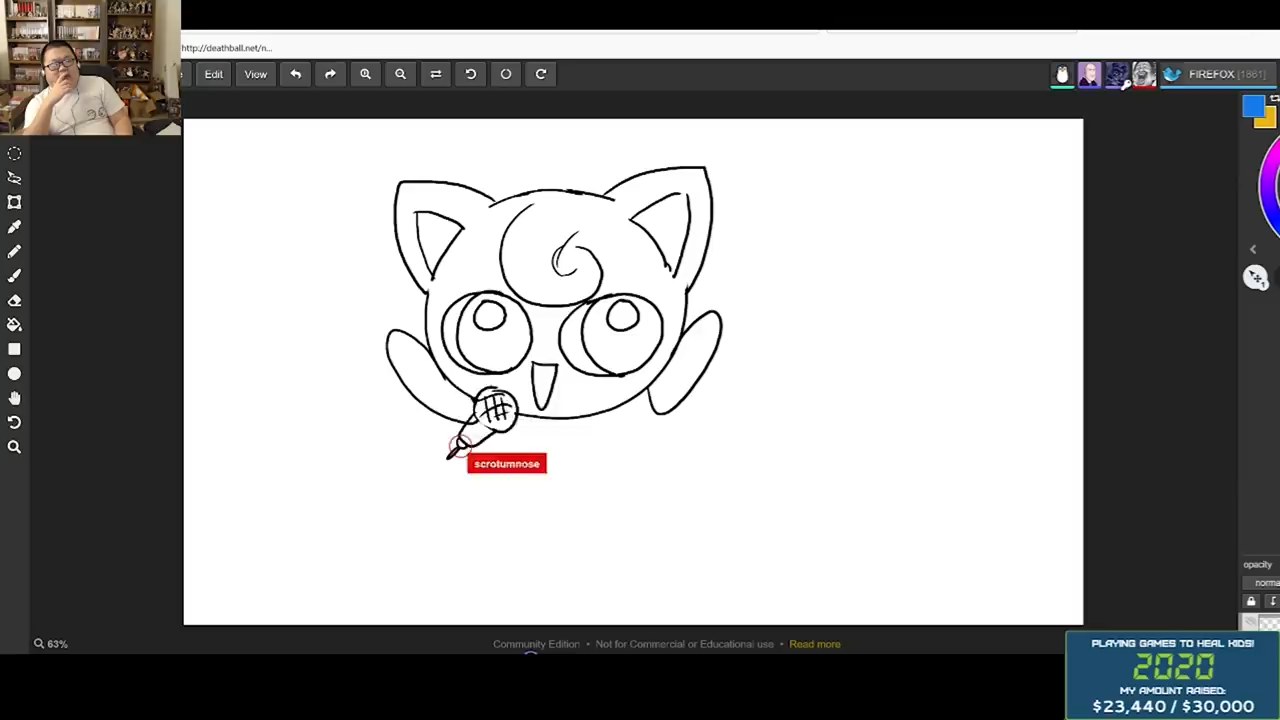 http://deathball.net/n...
Edit
View
FIREFOX [1861]
scrotumnose
opacity
norma
63%
Community Edition • Not for Commercial or Educational use • Read more
PLAYING GAMES TO HEAL KIDS!
2020
MY AMOUNT RAISED:
$23,440 / $30,000